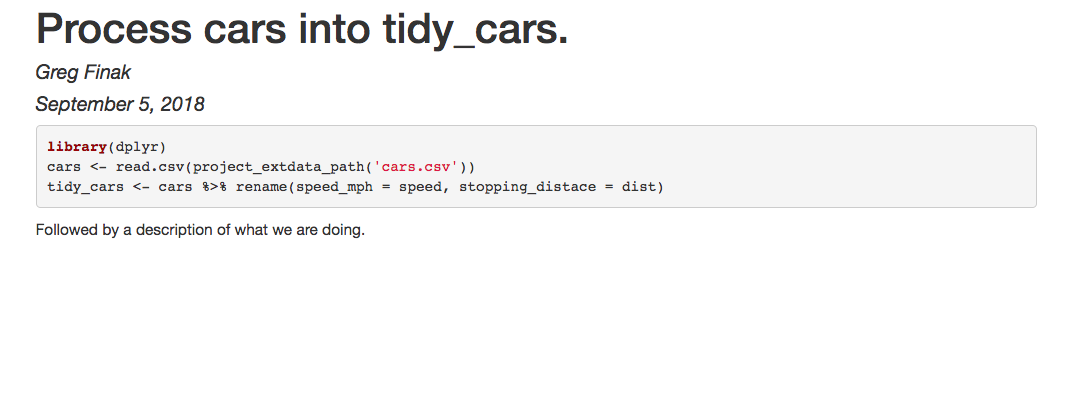 Process cars into tidy_cars.
Greg Finak
September 5, 2018
library(dplyr)
cars <- read.csv(project_extdata_path('cars.csv'))
tidy_cars <- cars %>% rename(speed_mph = speed, stopping_distace = dist)
Followed by a description of what we are doing.